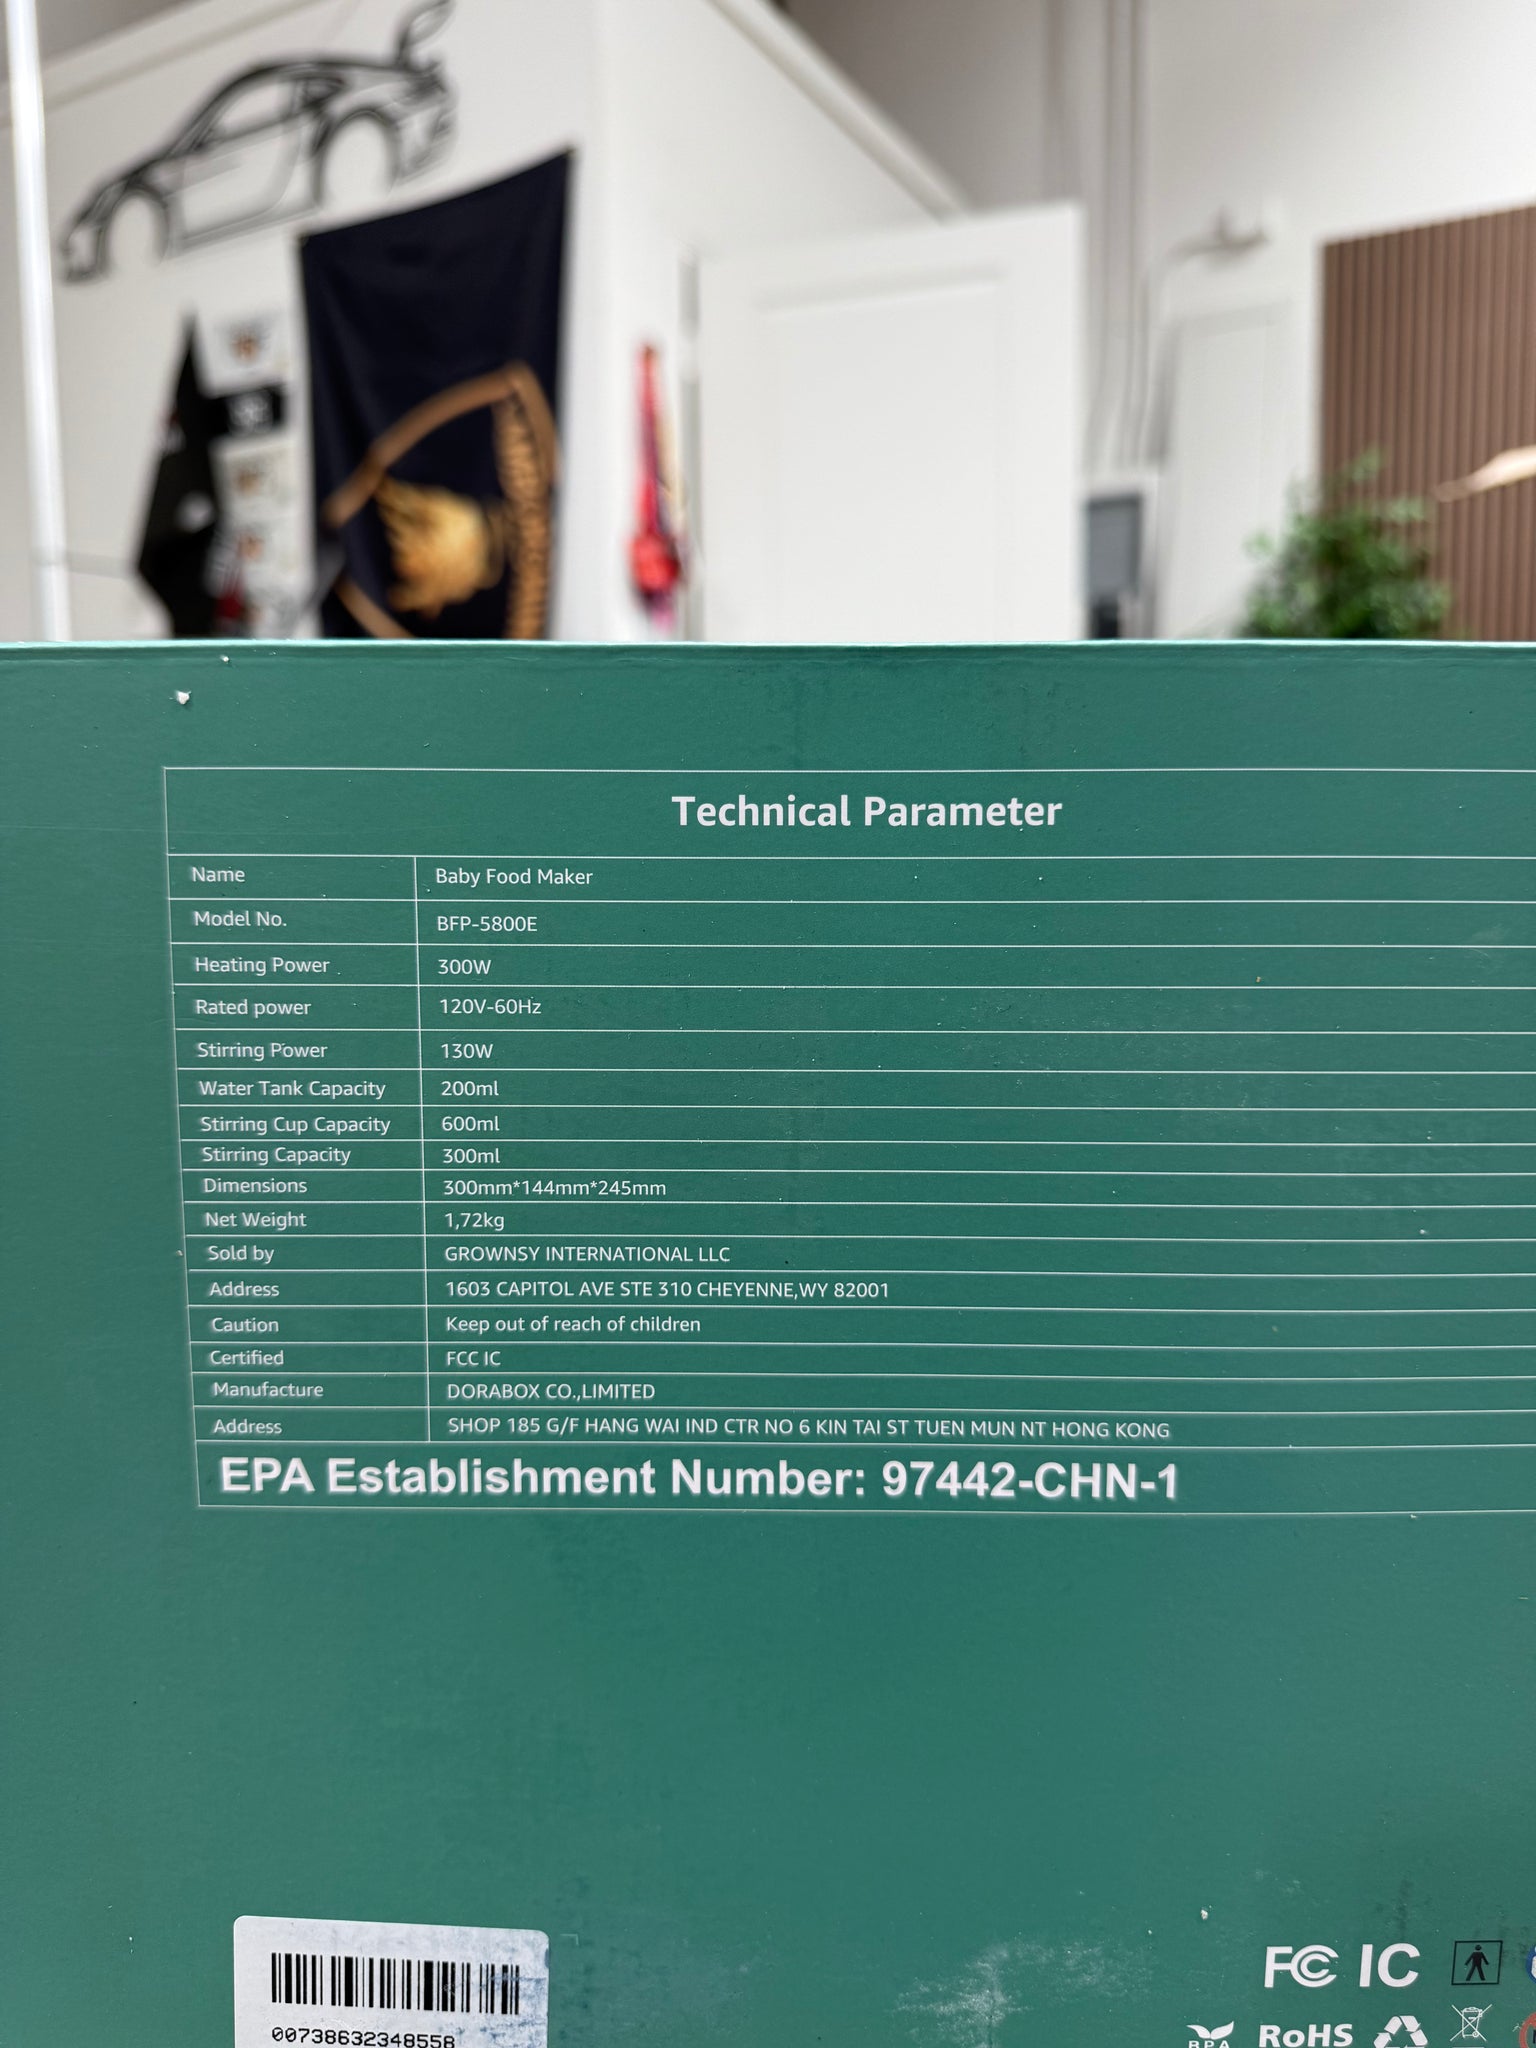 LAMBORGHINI
Technical Parameter
Name Baby Food Maker
Model No. BFP-5800E
Heating Power 300W
Rated power 120V-60Hz
Stirring Power 130W
Water Tank Capacity 200ml
Stirring Cup Capacity 600ml
Stirring Capacity 300ml
Dimensions 300mm*144mm*245mm
Net Weight 1,72kg
Sold by GROWNSY INTERNATIONAL LLC
Address 1603 CAPITOL AVE STE 310 CHEYENNE,WY 82001
Caution Keep out of reach of children
Certified FCC IC
Manufacture DORABOX CO.,LIMITED
Address SHOP 185 G/F HANG WAI IND CTR NO 6 KIN TAI ST TUEN MUN NT HONG KONG
EPA Establishment Number: 97442-CHN-1
FC IC
00738632348558
BPA RoHS